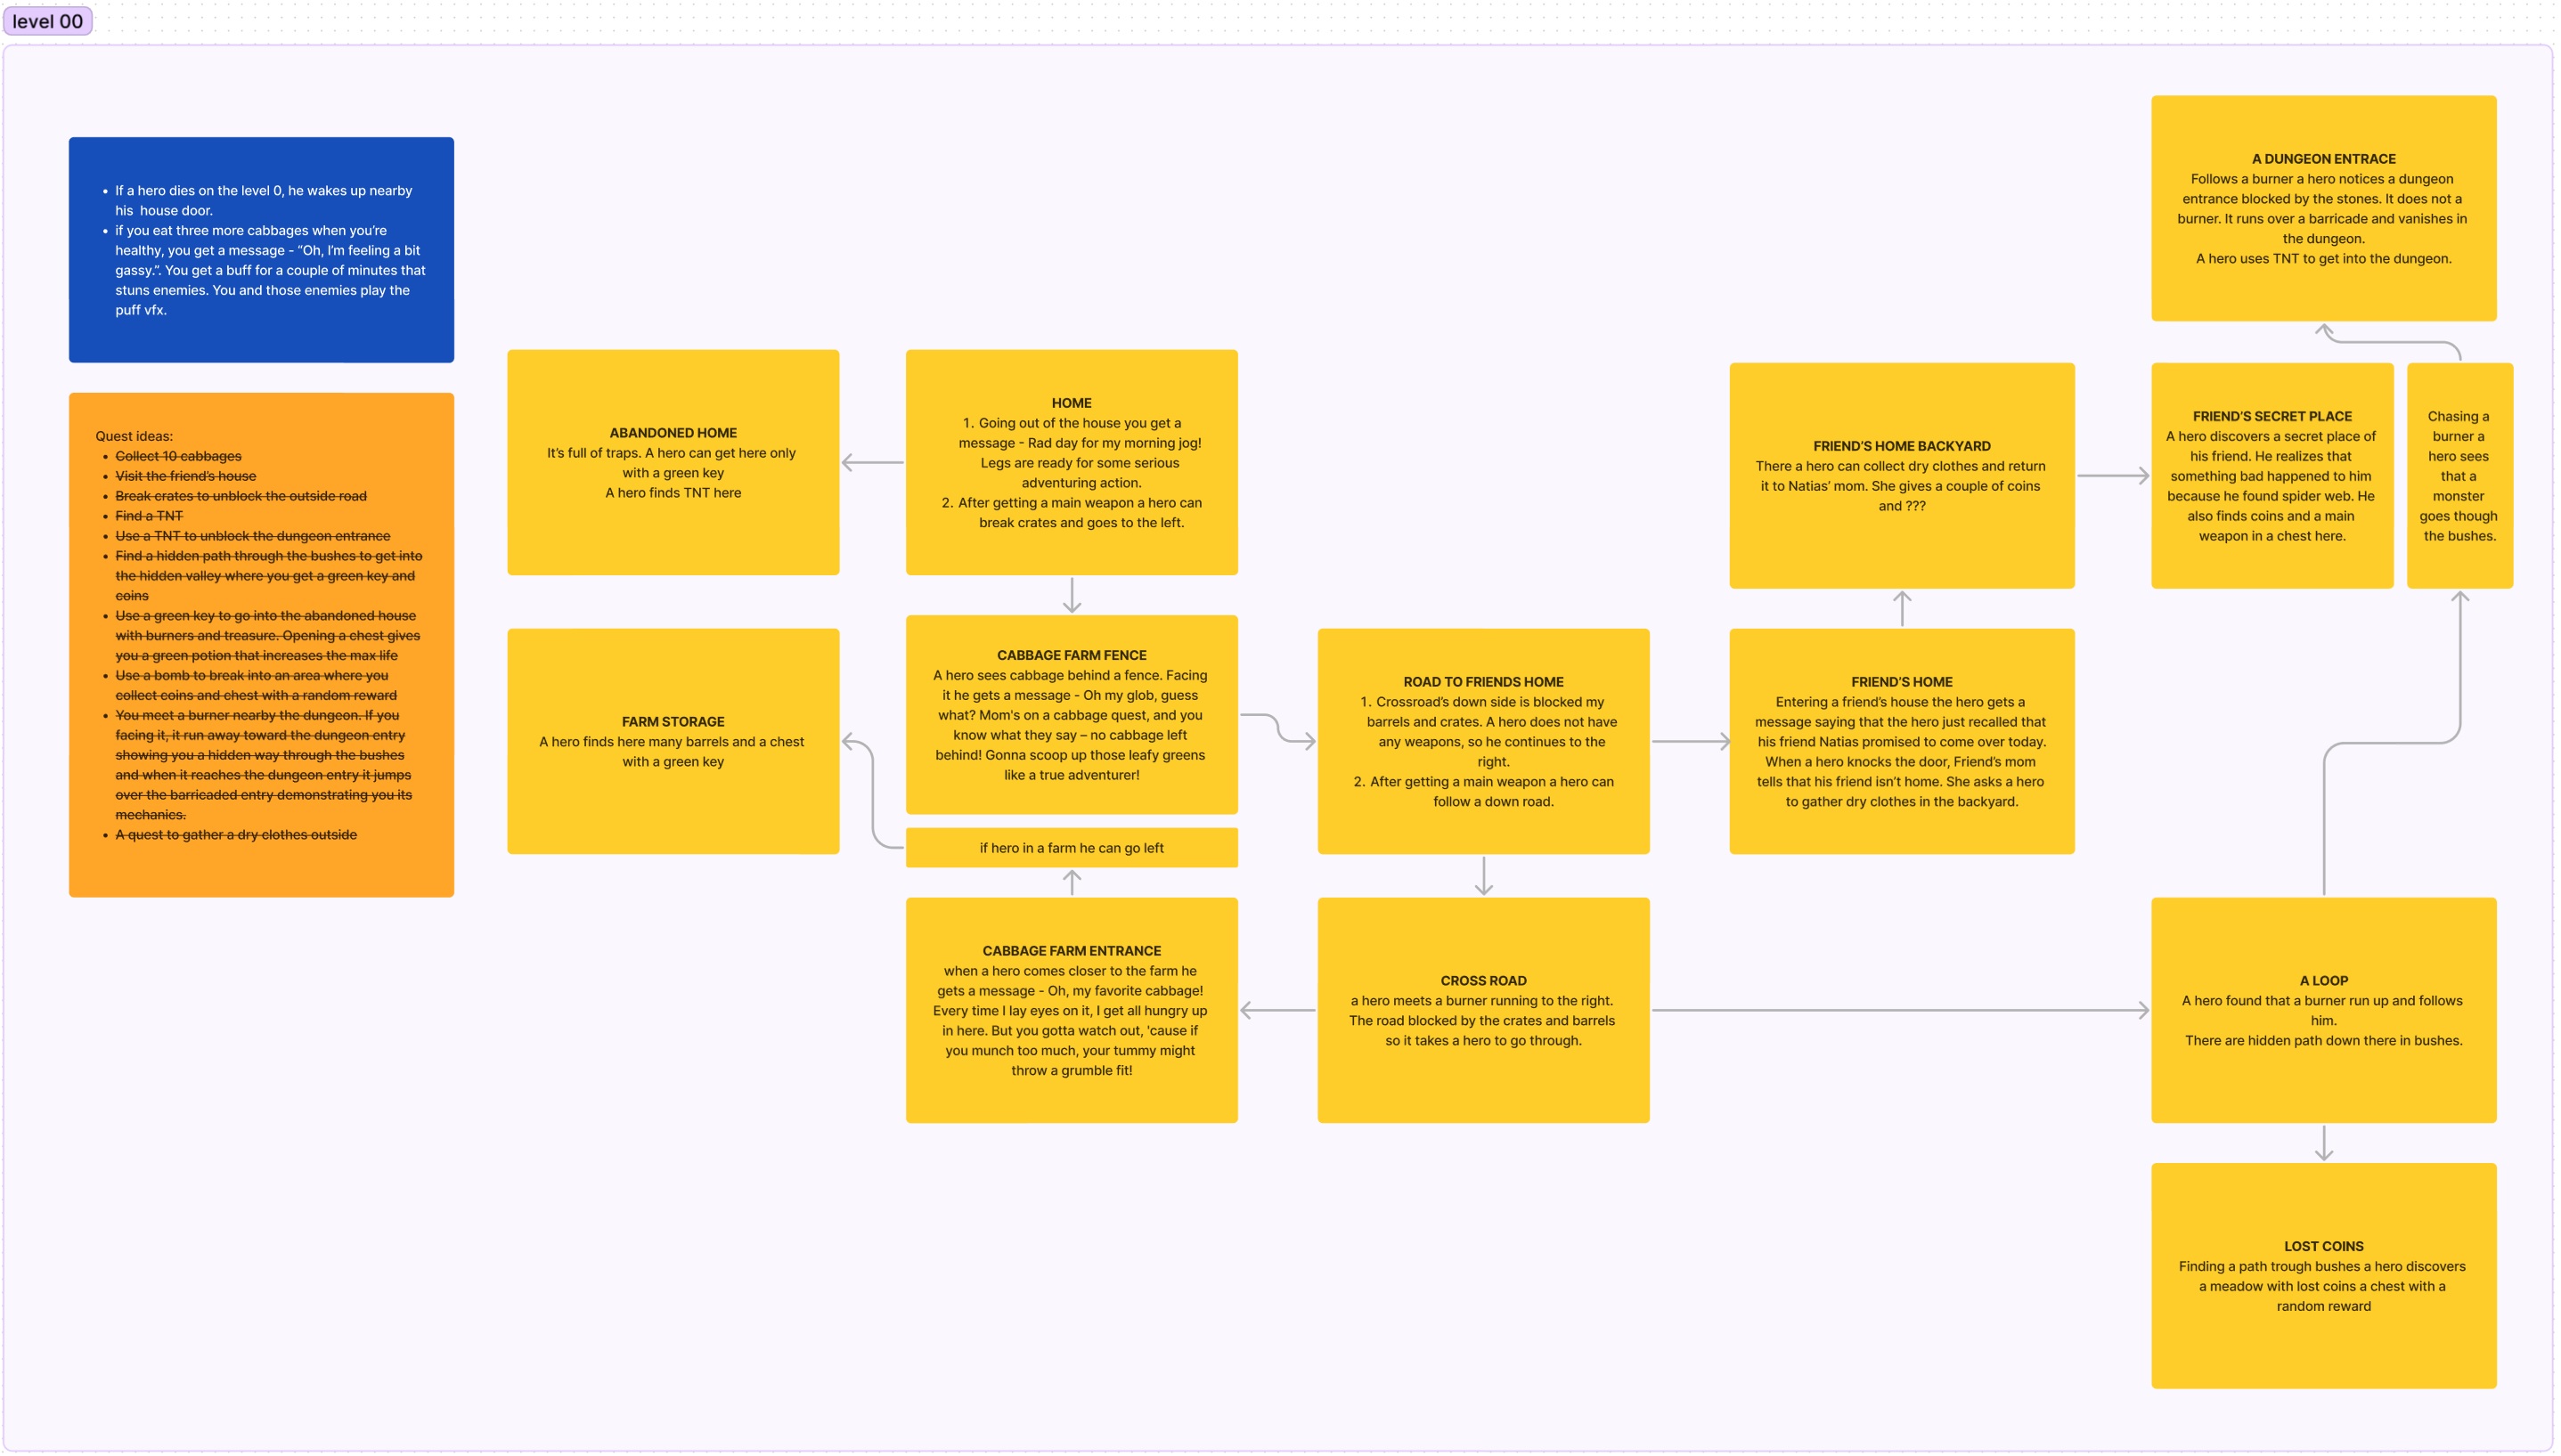 level 00
If a hero dies on the level 0, he wakes up nearby
his  house door.
if you eat three more cabbages when you're
healthy, you get a message - “Oh, I'm feeling a bit
gassy.”. You get a buff for a couple of minutes that
stuns enemies. You and those enemies play the
puff vfx.
Quest ideas:
Collect 10 cabbages
Visit the friend's house
Break crates to unblock the outside road
Find a TNT
Use a TNT to unblock the dungeon entrance
Find a hidden path through the bushes to get into
the hidden valley where you get a green key and
coins
Use a green key to go into the abandoned house
with burners and treasure. Opening a chest gives
you a green potion that increases the max life
Use a bomb to break into an area where you
collect coins and chest with a random reward
You meet a burner nearby the dungeon. If you
facing it, it run away toward the dungeon entry
showing you a hidden way through the bushes
and when it reaches the dungeon entry it jumps
over the barricaded entry demonstrating you its
mechanics.
A quest to gather a dry clothes outside
ABANDONED HOME
It's full of traps. A hero can get here only
with a green key
A hero finds TNT here
HOME
1. Going out of the house you get a
message - Rad day for my morning jog!
Legs are ready for some serious
adventuring action.
2. After getting a main weapon a hero can
break crates and goes to the left.
FARM STORAGE
A hero finds here many barrels and a chest
with a green key
CABBAGE FARM FENCE
A hero sees cabbage behind a fence. Facing
it he gets a message - Oh my glob, guess
what? Mom's on a cabbage quest, and you
know what they say – no cabbage left
behind! Gonna scoop up those leafy greens
like a true adventurer!
if hero in a farm he can go left
CABBAGE FARM ENTRANCE
when a hero comes closer to the farm he
gets a message - Oh, my favorite cabbage!
Every time I lay eyes on it, I get all hungry up
in here. But you gotta watch out, 'cause if
you munch too much, your tummy might
throw a grumble fit!
ROAD TO FRIENDS HOME
1. Crossroad's down side is blocked my
barrels and crates. A hero does not have
any weapons, so he continues to the
right.
2. After getting a main weapon a hero can
follow a down road.
CROSS ROAD
a hero meets a burner running to the right.
The road blocked by the crates and barrels
so it takes a hero to go through.
FRIEND'S HOME BACKYARD
There a hero can collect dry clothes and return
it to Natias' mom. She gives a couple of coins
and ???
FRIEND'S HOME
Entering a friend's house the hero gets a
message saying that the hero just recalled that
his friend Natias promised to come over today.
When a hero knocks the door, Friend's mom
tells that his friend isn't home. She asks a hero
to gather dry clothes in the backyard.
A DUNGEON ENTRACE
Follows a burner a hero notices a dungeon
entrance blocked by the stones. It does not a
burner. It runs over a barricade and vanishes in
the dungeon.
A hero uses TNT to get into the dungeon.
FRIEND'S SECRET PLACE
A hero discovers a secret place of
his friend. He realizes that
something bad happened to him
because he found spider web. He
also finds coins and a main
weapon in a chest here.
Chasing a
burner a
hero sees
that a
monster
goes though
the bushes.
A LOOP
A hero found that a burner run up and follows
him.
There are hidden path down there in bushes.
LOST COINS
Finding a path trough bushes a hero discovers
a meadow with lost coins a chest with a
random reward